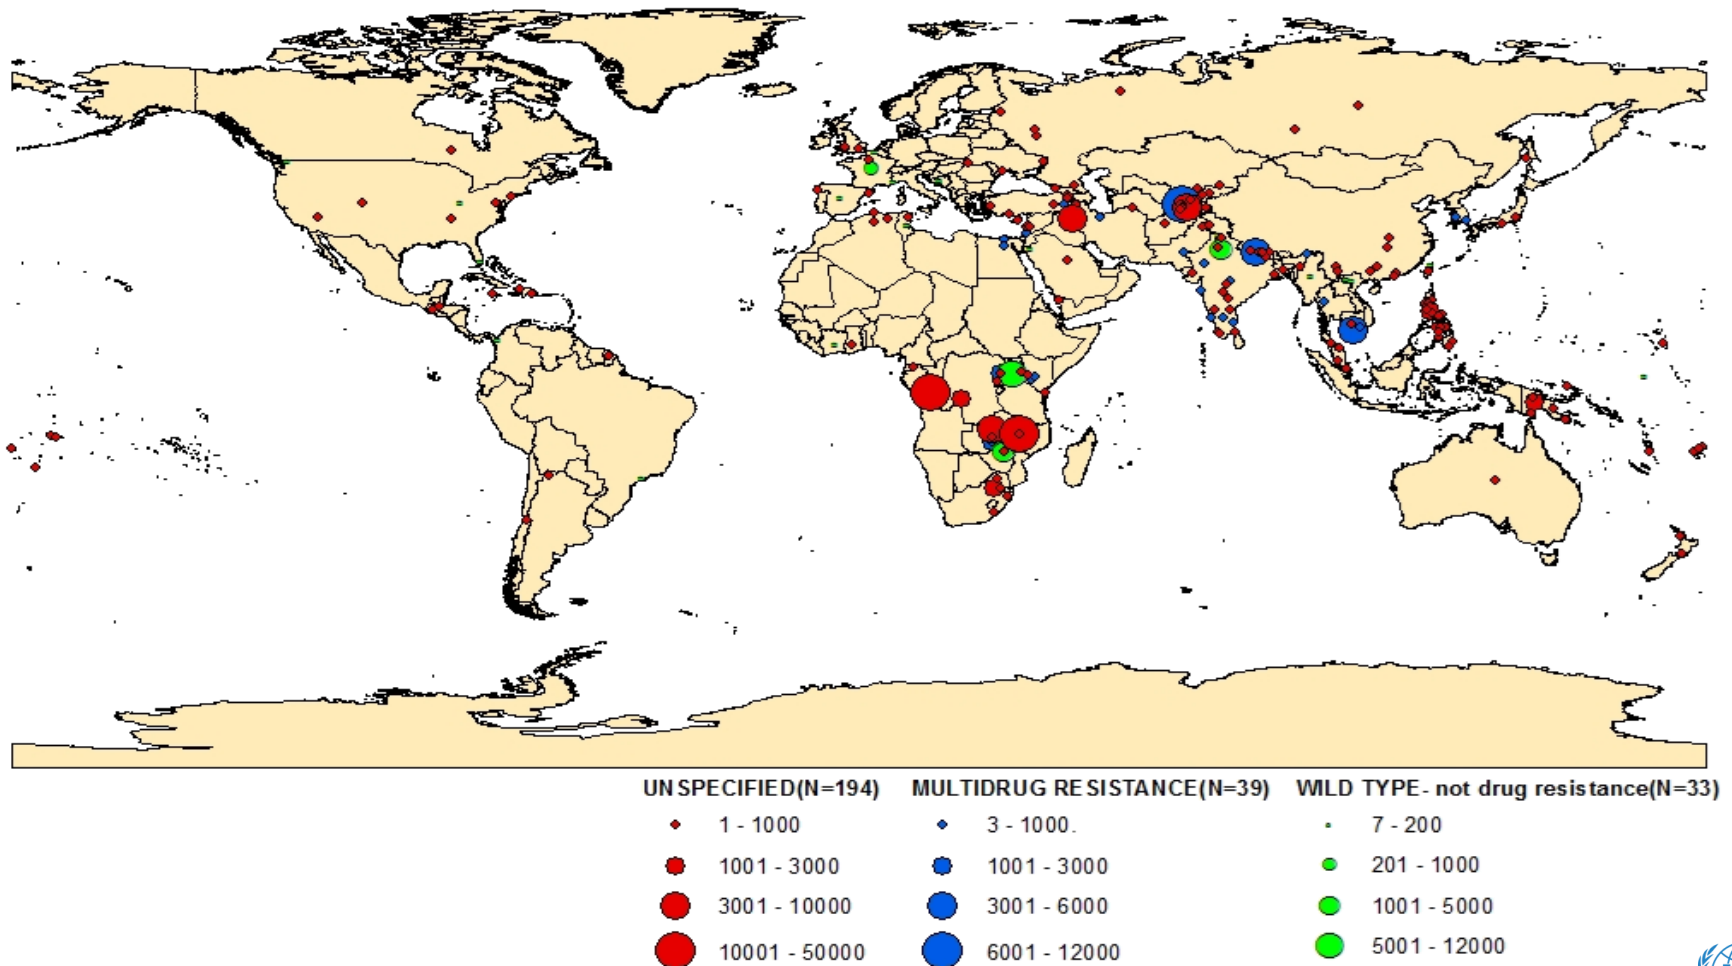 UNSPECIFIED(N=194) MULTIDRUG RESISTANCE(N=39) WILD TYPE- not drug resistance(N=33)
1 - 1000 3 - 1000. 7 - 200
1001 - 3000 1001 - 3000 201 - 1000
3001 - 10000 3001 - 6000 1001 - 5000
10001 - 50000 6001 - 12000 5001 - 12000